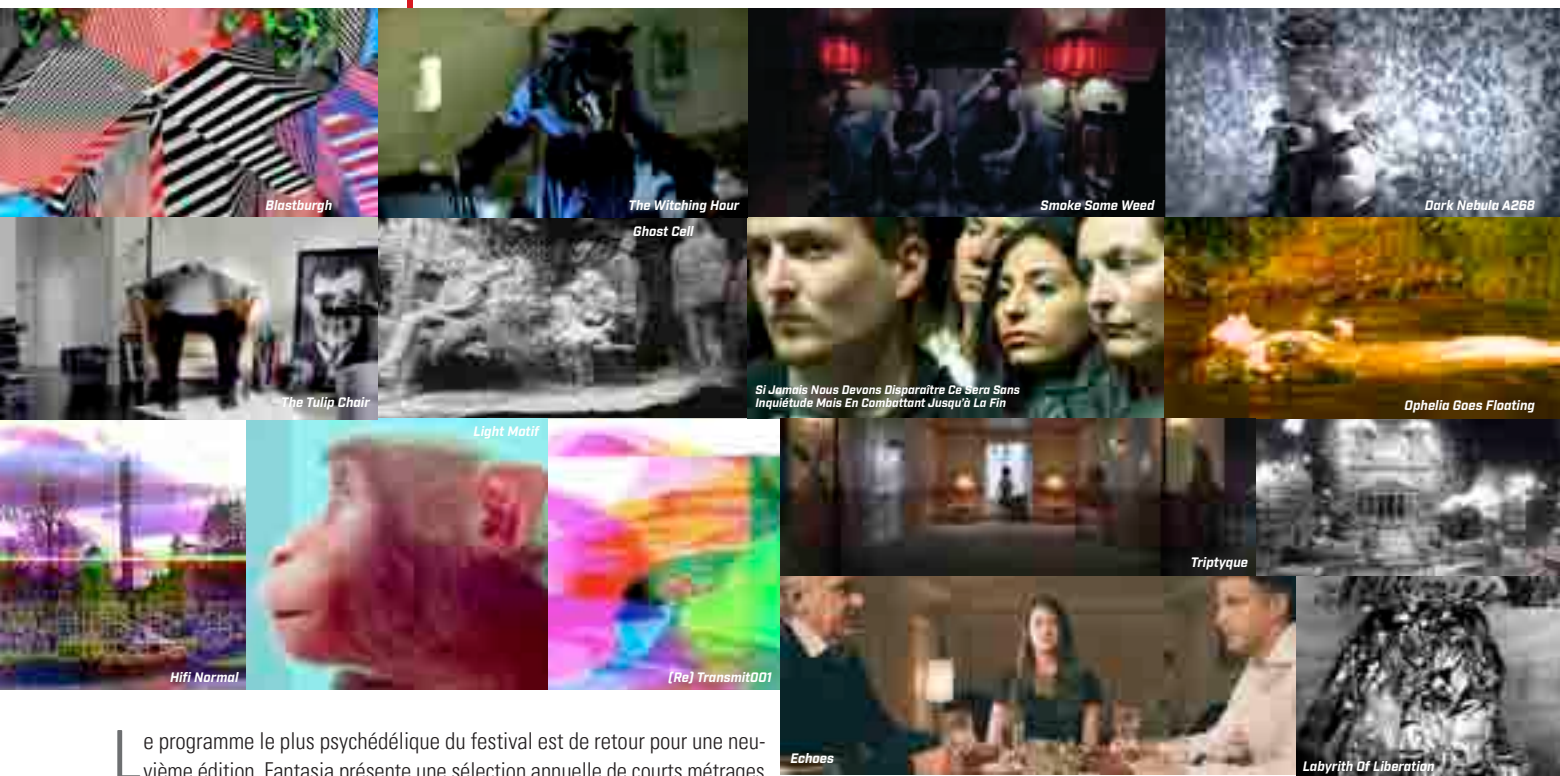 Blastburgh
The Witching Hour
Smoke Some Weed
Dark Nebula A268
The Tulip Chair
Ghost Cell
Si Jamais Nous Devons Disparaître Ce Sera Sans
Inquiétude Mais En Combattant Jusqu'à La Fin
Ophelia Goes Floating
Hifi Normal
Light Motif
(Re) Transmit001
Triptyque
Echoes
Labyrith Of Liberation
Le programme le plus psychédélique du festival est de retour pour une neu-
vième édition. Fantasia présente une sélection annuelle de courts métrages